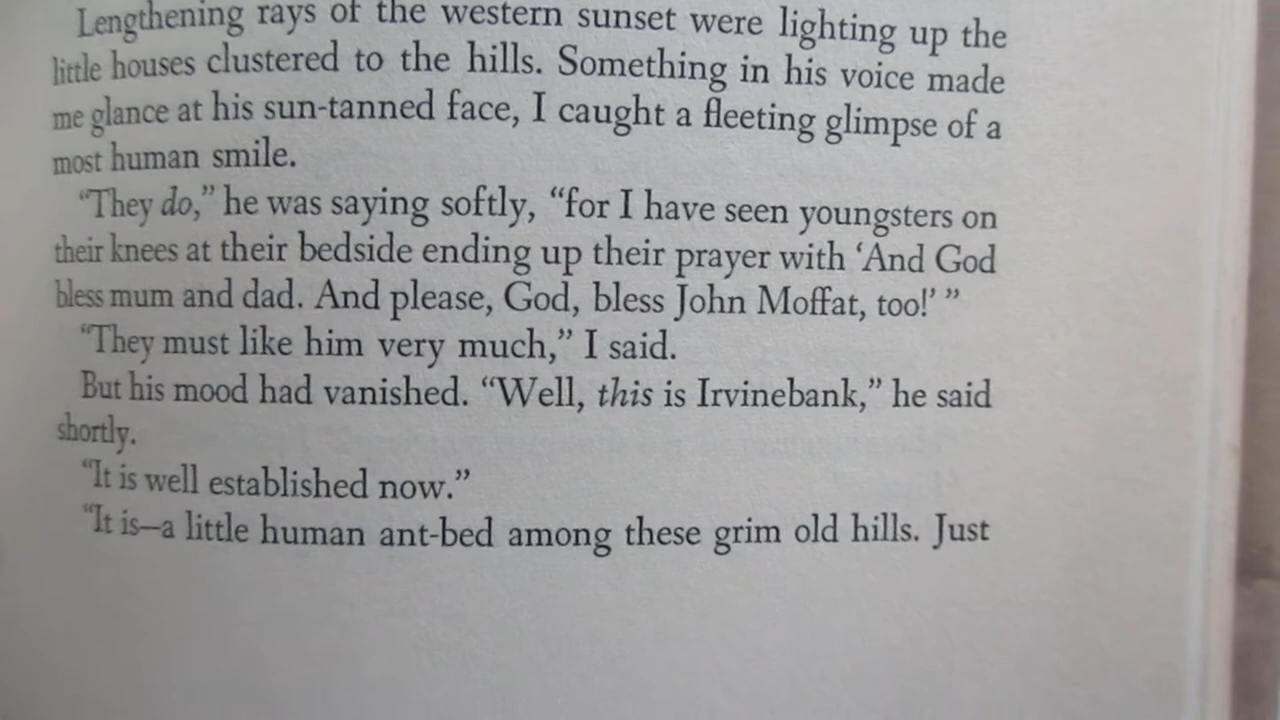 Lengthening rays of the western sunset were lighting up the
little houses clustered to the hills. Something in his voice made
me glance at his sun-tanned face, I caught a fleeting glimpse of a
most human smile.
“They do,” he was saying softly, “for I have seen youngsters on
their knees at their bedside ending up their prayer with ‘And God
bless mum and dad. And please, God, bless John Moffat, too!’ ”
“They must like him very much,” I said.
But his mood had vanished. “Well, this is Irvinebank,” he said
shortly.
“It is well established now.”
“It is—a little human ant-bed among these grim old hills. Just